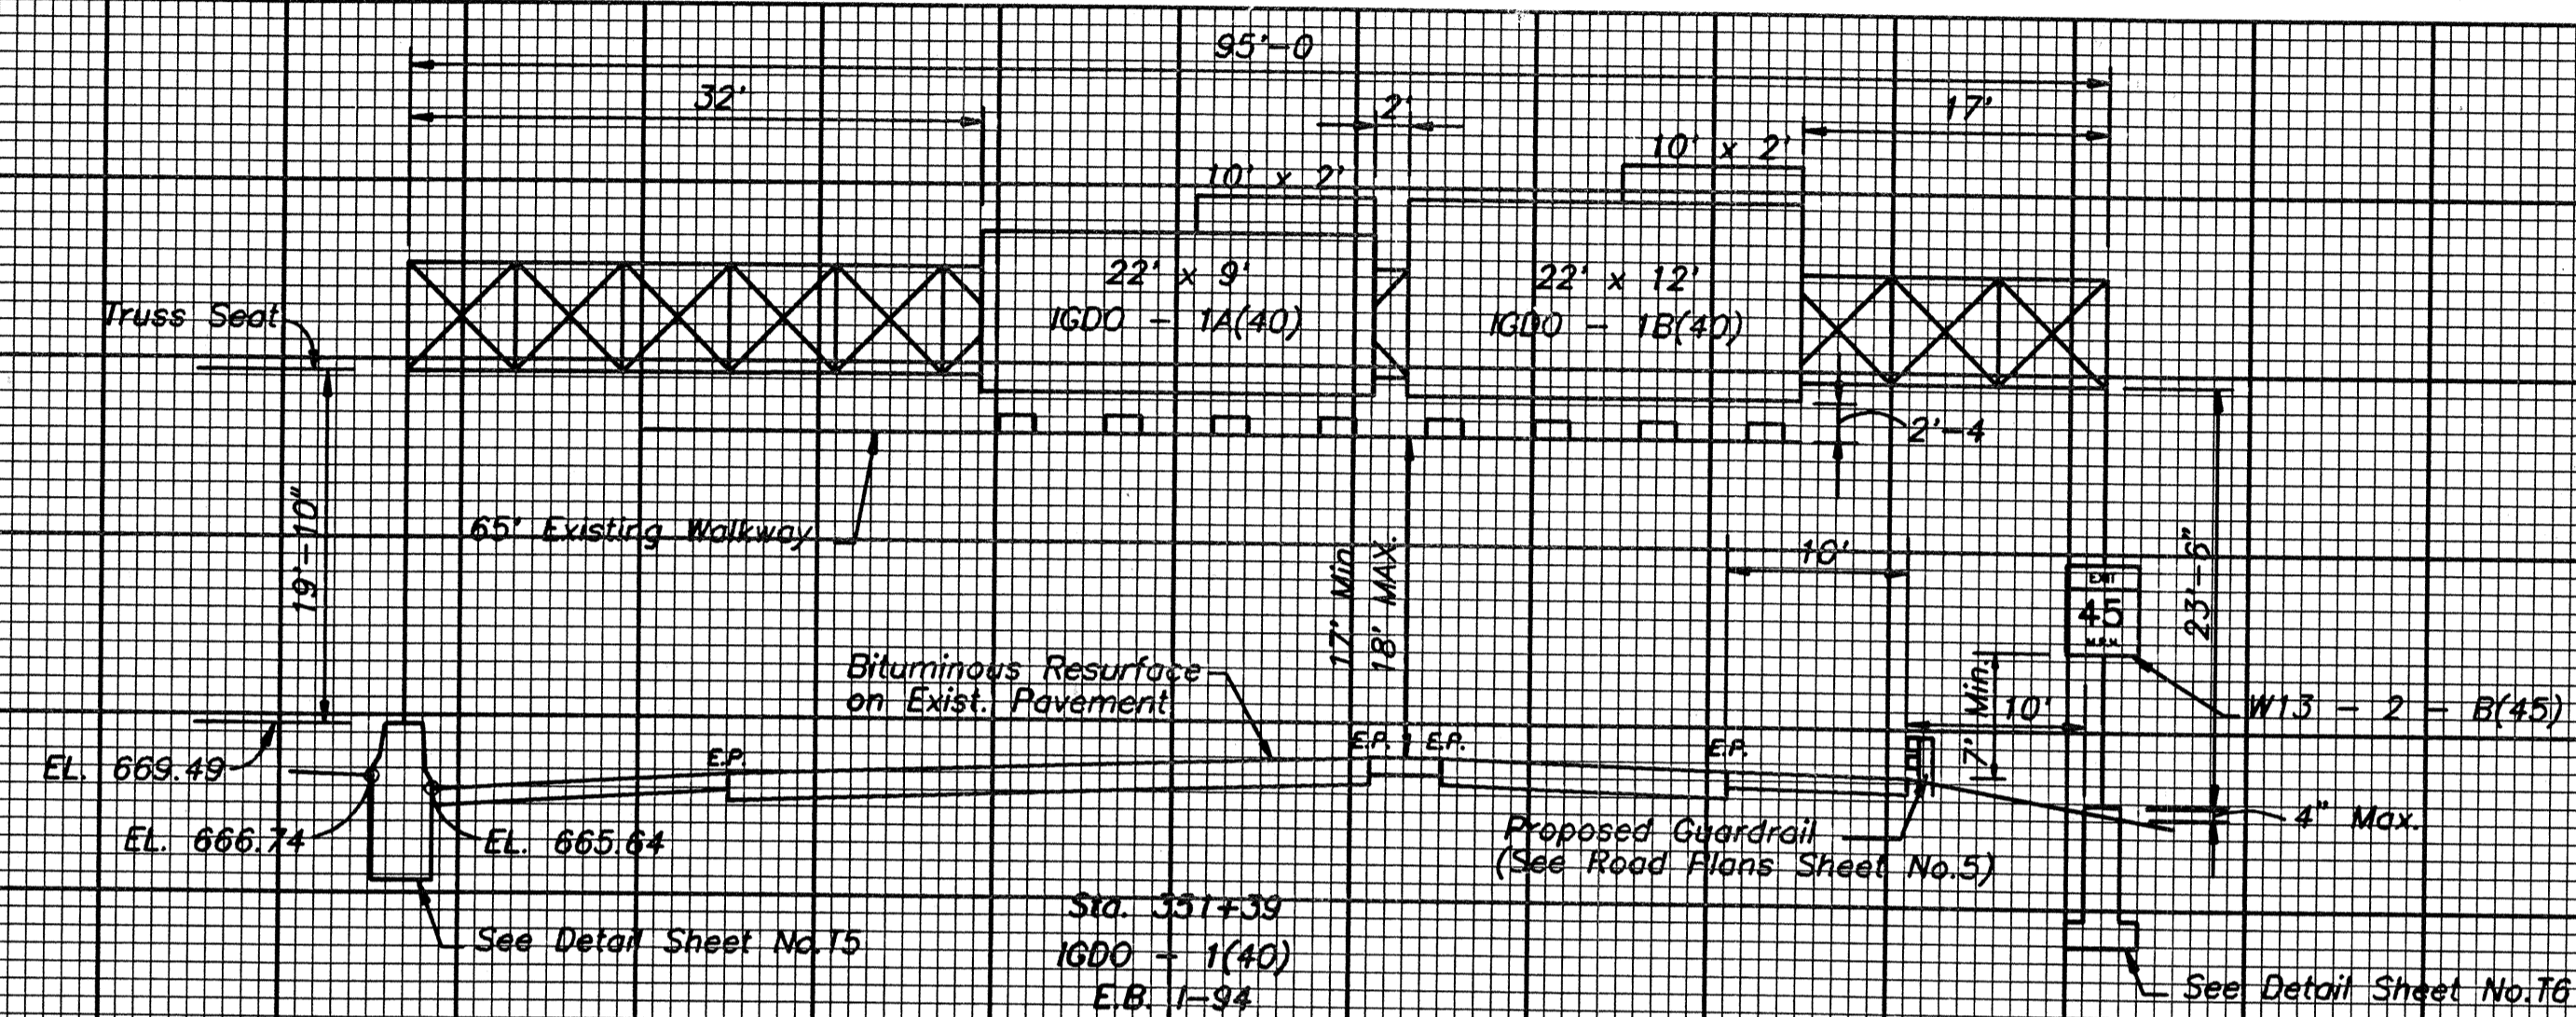 95'-0
32'
2'
17'
10' x 2'
10' x 2'
22' x 9'
IGDO - 1A(40)
22' x 12'
IGDO - 1B(40)
Truss Seat
2'-4
65' Existing Walkway
19'-10"
17' Min.
18' MAX.
10'
EXIT
45
M.P.H.
23'-6"
Bituminous Resurface
on Exist. Pavement
7' Min.
10'
W13 - 2 - B(45)
E.P.
E.P.
E.P.
E.P.
EL. 669.49
EL. 666.74
EL. 665.64
4" Max.
Proposed Guardrail
(See Road Plans Sheet No.5)
See Detail Sheet No.T5
Sta. 351+39
IGDO - 1(40)
E.B. I-94
See Detail Sheet No.T6